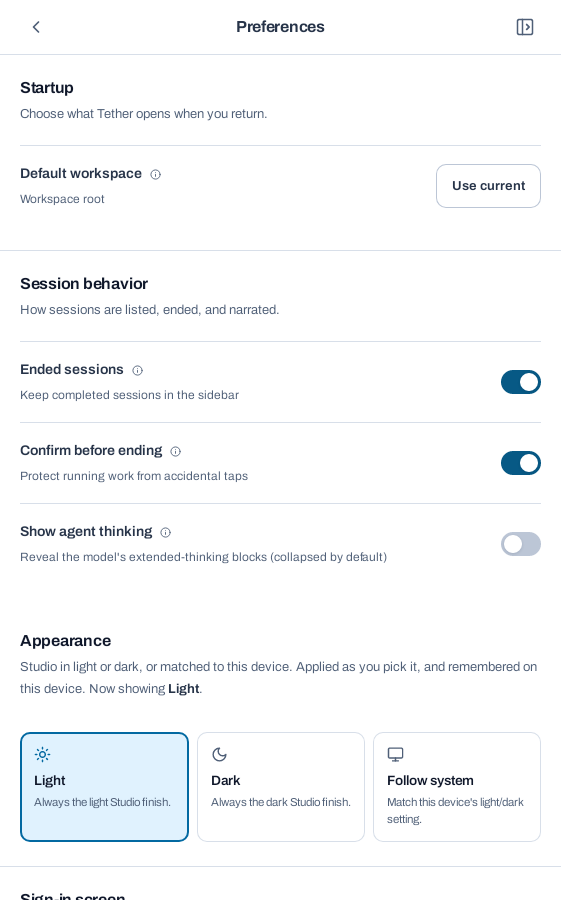 Preferences
Startup
Choose what Tether opens when you return.
Default workspace
Workspace root
Use current
Session behavior
How sessions are listed, ended, and narrated.
Ended sessions
Keep completed sessions in the sidebar
Confirm before ending
Protect running work from accidental taps
Show agent thinking
Reveal the model's extended-thinking blocks (collapsed by default)
Appearance
Studio in light or dark, or matched to this device. Applied as you pick it, and remembered on
this device. Now showing Light.
Light
Always the light Studio finish.
Dark
Always the dark Studio finish.
Follow system
Match this device's light/dark
setting.
Sign-in screen